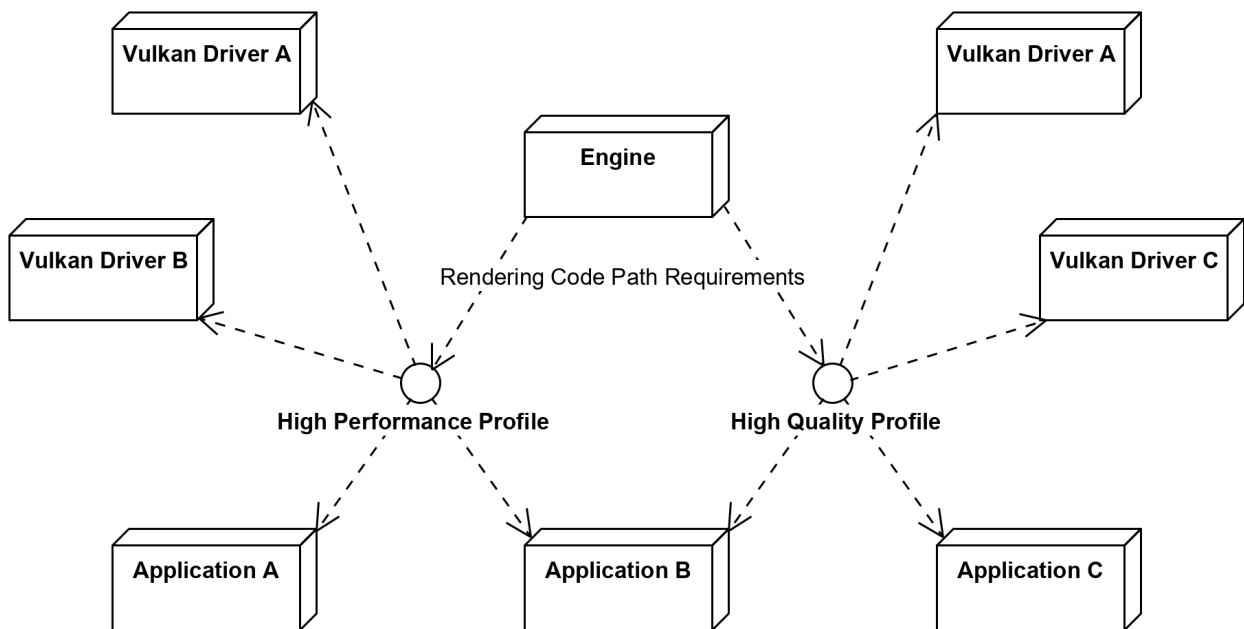 Vulkan Driver A
Vulkan Driver A
Engine
Vulkan Driver B
Vulkan Driver C
Rendering Code Path Requirements
High Performance Profile
High Quality Profile
Application A
Application B
Application C